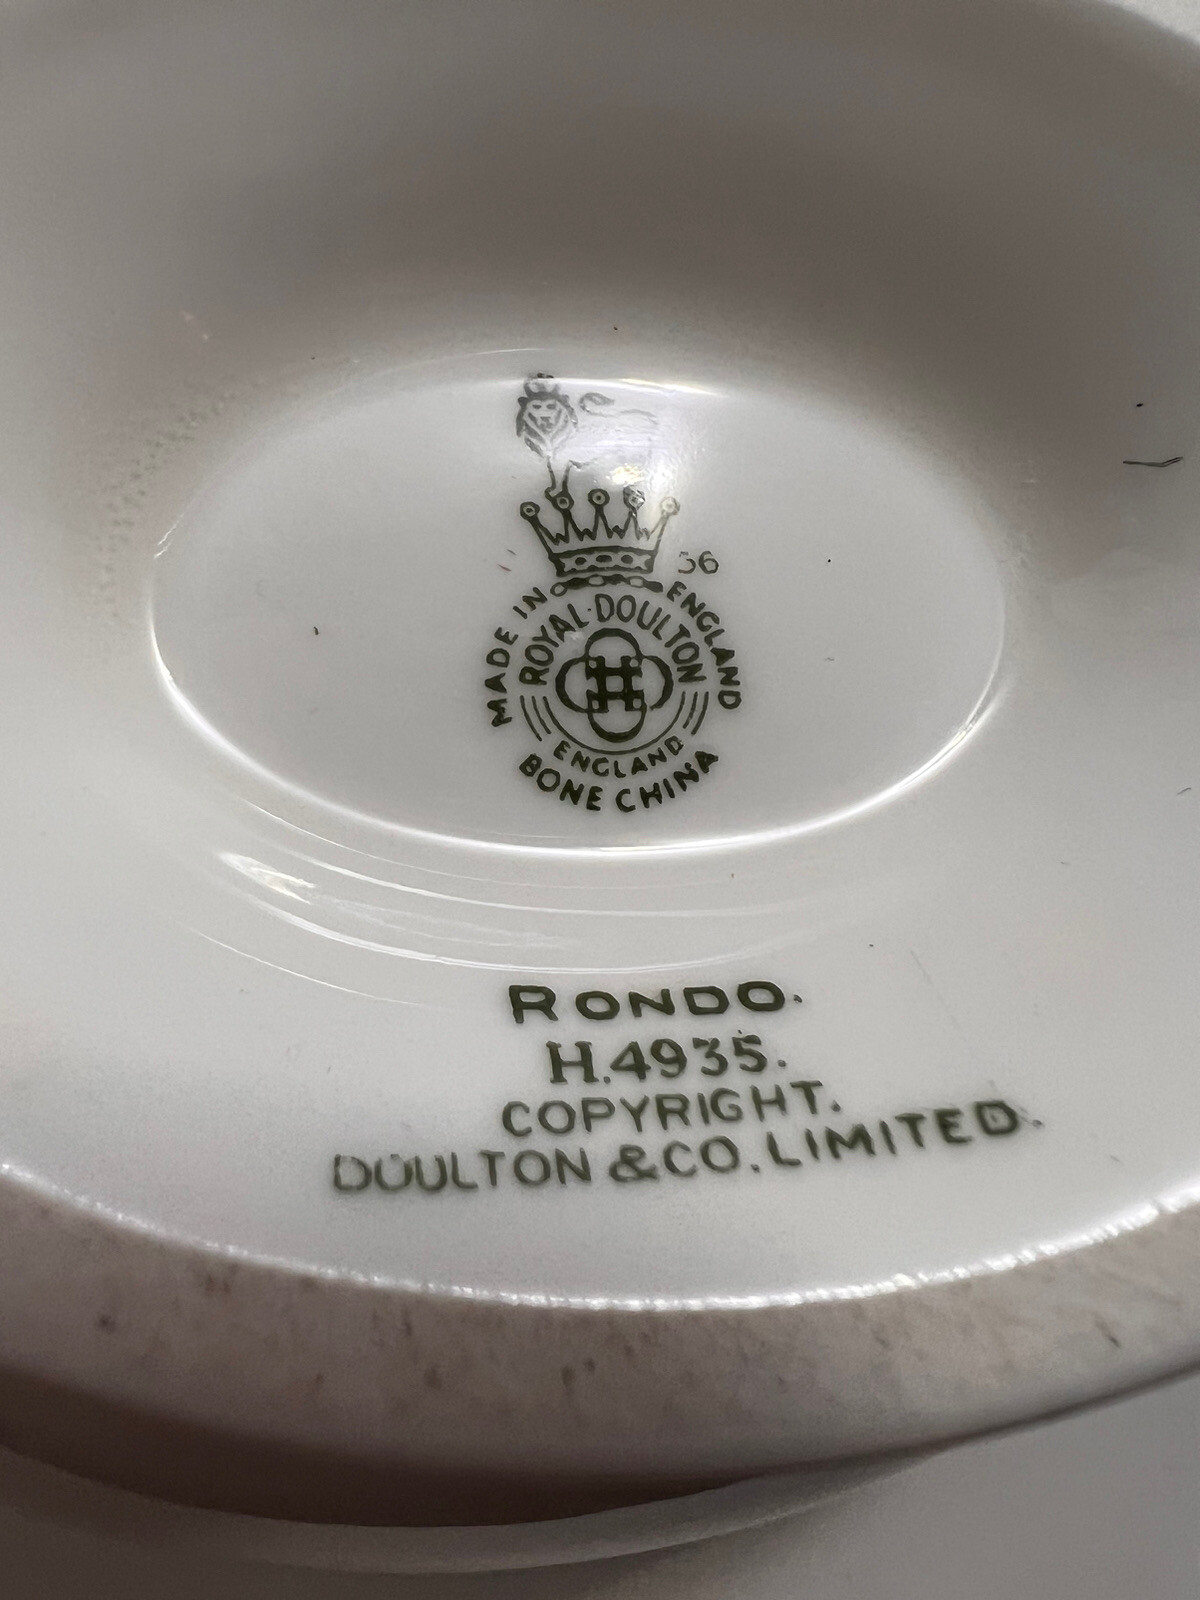 36
MADE IN ENGLAND
ROYAL·DOULTON
ENGLAND
BONE CHINA
RONDO.
H.4935.
COPYRIGHT.
DOULTON & CO. LIMITED.